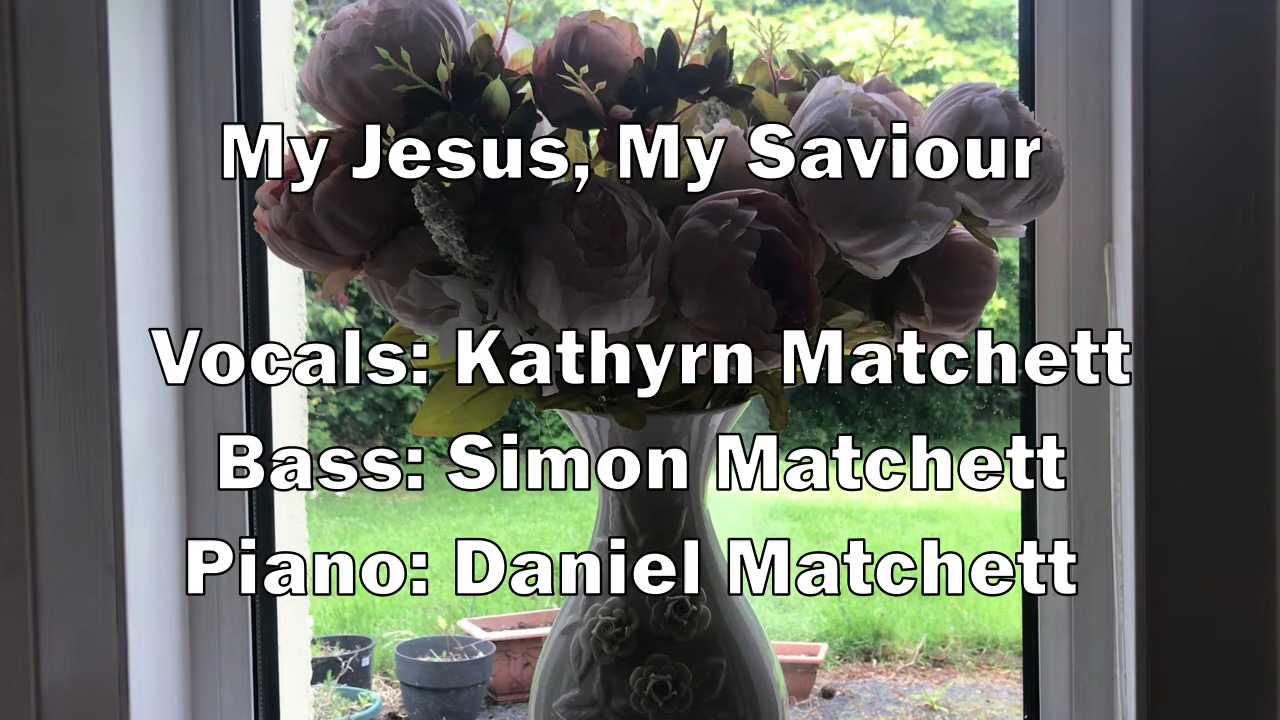 My Jesus, My Saviour
Vocals: Kathyrn Matchett
Bass: Simon Matchett
Piano: Daniel Matchett